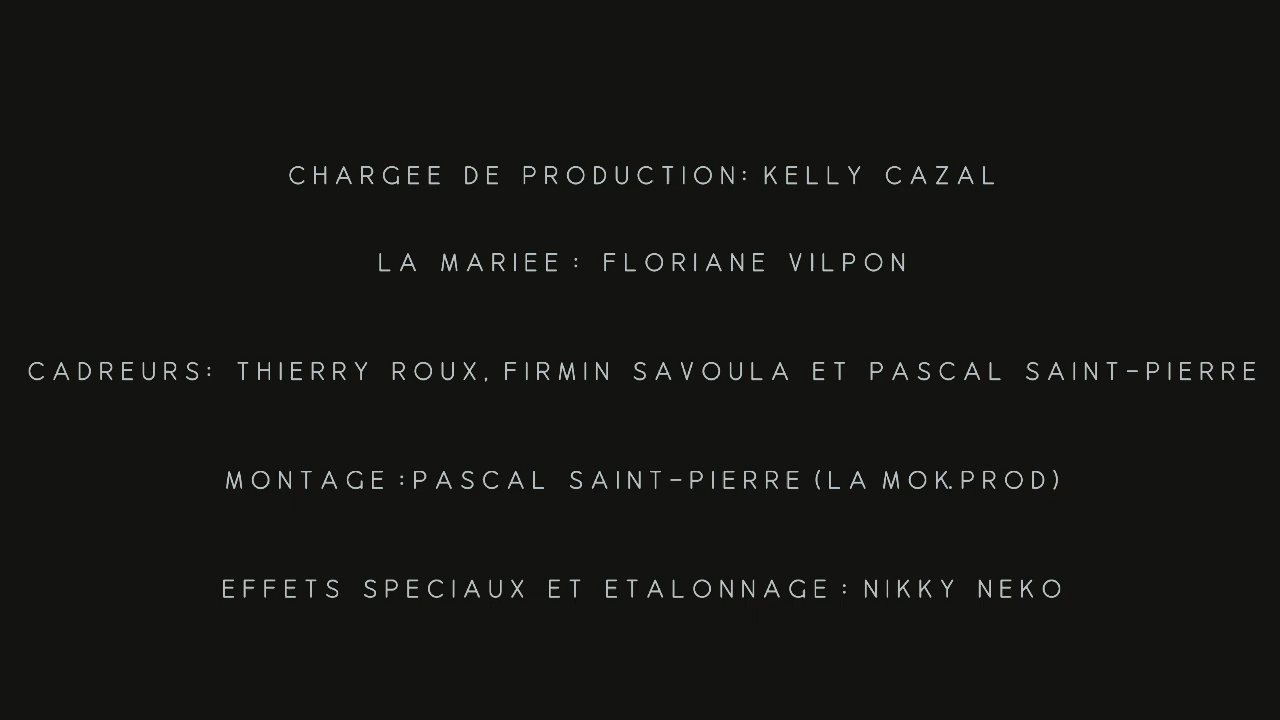 CHARGEE DE PRODUCTION: KELLY CAZAL
LA MARIEE : FLORIANE VILPON
CADREURS: THIERRY ROUX, FIRMIN SAVOULA ET PASCAL SAINT-PIERRE
MONTAGE :PASCAL SAINT-PIERRE (LA MOK.PROD)
EFFETS SPECIAUX ET ETALONNAGE : NIKKY NEKO